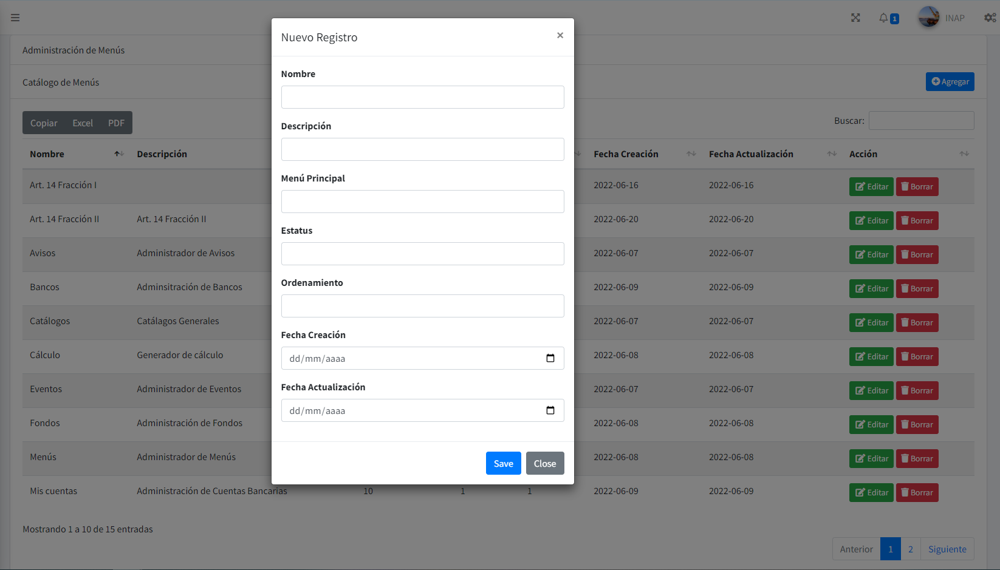 1 INAP
Administración de Menús
Catálogo de Menús
Agregar
Copiar Excel PDF
Buscar:
Nombre Descripción Fecha Creación Fecha Actualización Acción
Art. 14 Fracción I 2022-06-16 2022-06-16 Editar Borrar
Art. 14 Fracción II Art. 14 Fracción II 2022-06-20 2022-06-20 Editar Borrar
Avisos Administrador de Avisos 2022-06-07 2022-06-07 Editar Borrar
Bancos Adminsitración de Bancos 2022-06-09 2022-06-09 Editar Borrar
Catálogos Catálagos Generales 2022-06-07 2022-06-07 Editar Borrar
Cálculo Generador de cálculo 2022-06-08 2022-06-08 Editar Borrar
Eventos Administrador de Eventos 2022-06-07 2022-06-07 Editar Borrar
Fondos Administración de Fondos 2022-06-08 2022-06-08 Editar Borrar
Menús Administrador de Menús 2022-06-08 2022-06-08 Editar Borrar
Mis cuentas Administración de Cuentas Bancarias 10 1 1 2022-06-09 2022-06-09 Editar Borrar
Mostrando 1 a 10 de 15 entradas
Anterior 1 2 Siguiente
Nuevo Registro ×
Nombre
Descripción
Menú Principal
Estatus
Ordenamiento
Fecha Creación
dd/mm/aaaa
Fecha Actualización
dd/mm/aaaa
Save Close